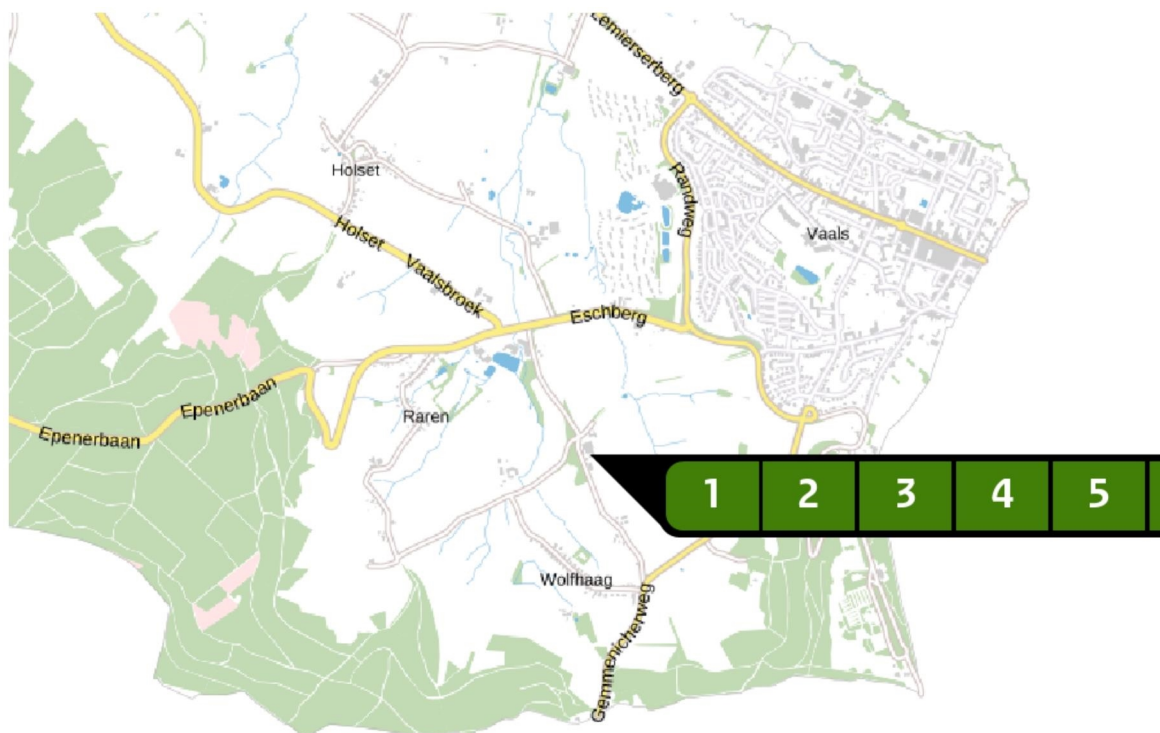 Lemierserberg
Holset
Randweg
Vaals
Holset
Vaalsbroek
Eschberg
Epenerbaan
Raren
Epenerbaan
1 2 3 4 5
Wolfhaag
Gemmenicherweg